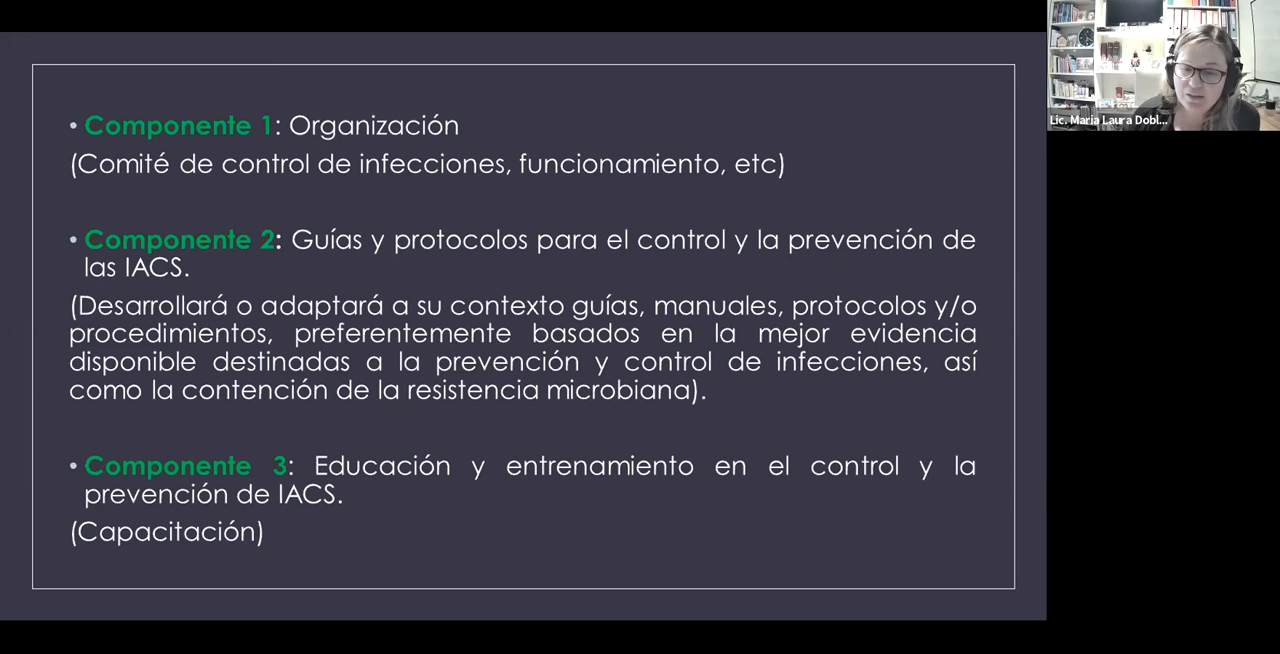 • Componente 1: Organización
(Comité de control de infecciones, funcionamiento, etc)
• Componente 2: Guías y protocolos para el control y la prevención de
las IACS.
(Desarrollará o adaptará a su contexto guías, manuales, protocolos y/o
procedimientos, preferentemente basados en la mejor evidencia
disponible destinadas a la prevención y control de infecciones, así
como la contención de la resistencia microbiana).
• Componente 3: Educación y entrenamiento en el control y la
prevención de IACS.
(Capacitación)
Lic. Maria Laura Dobl...